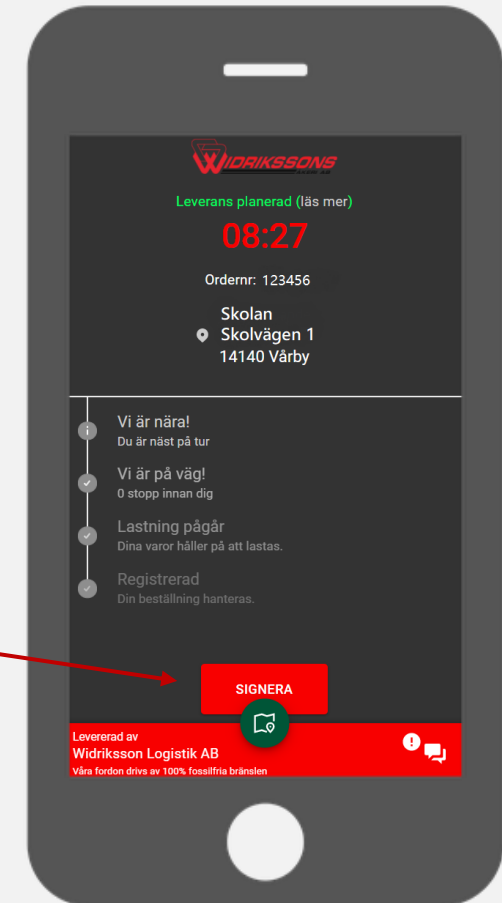 WIDRIKSSONS
Leverans planerad (läs mer)
08:27
Ordernr: 123456
Skolan
Skolvägen 1
14140 Vårby
Vi är nära!
Du är näst på tur
Vi är på väg!
0 stopp innan dig
Lastning pågår
Dina varor håller på att lastas.
Registrerad
Din beställning hanteras.
SIGNERA
Levererad av
Widriksson Logistik AB
Våra fordon drivs av 100% fossilfria bränslen